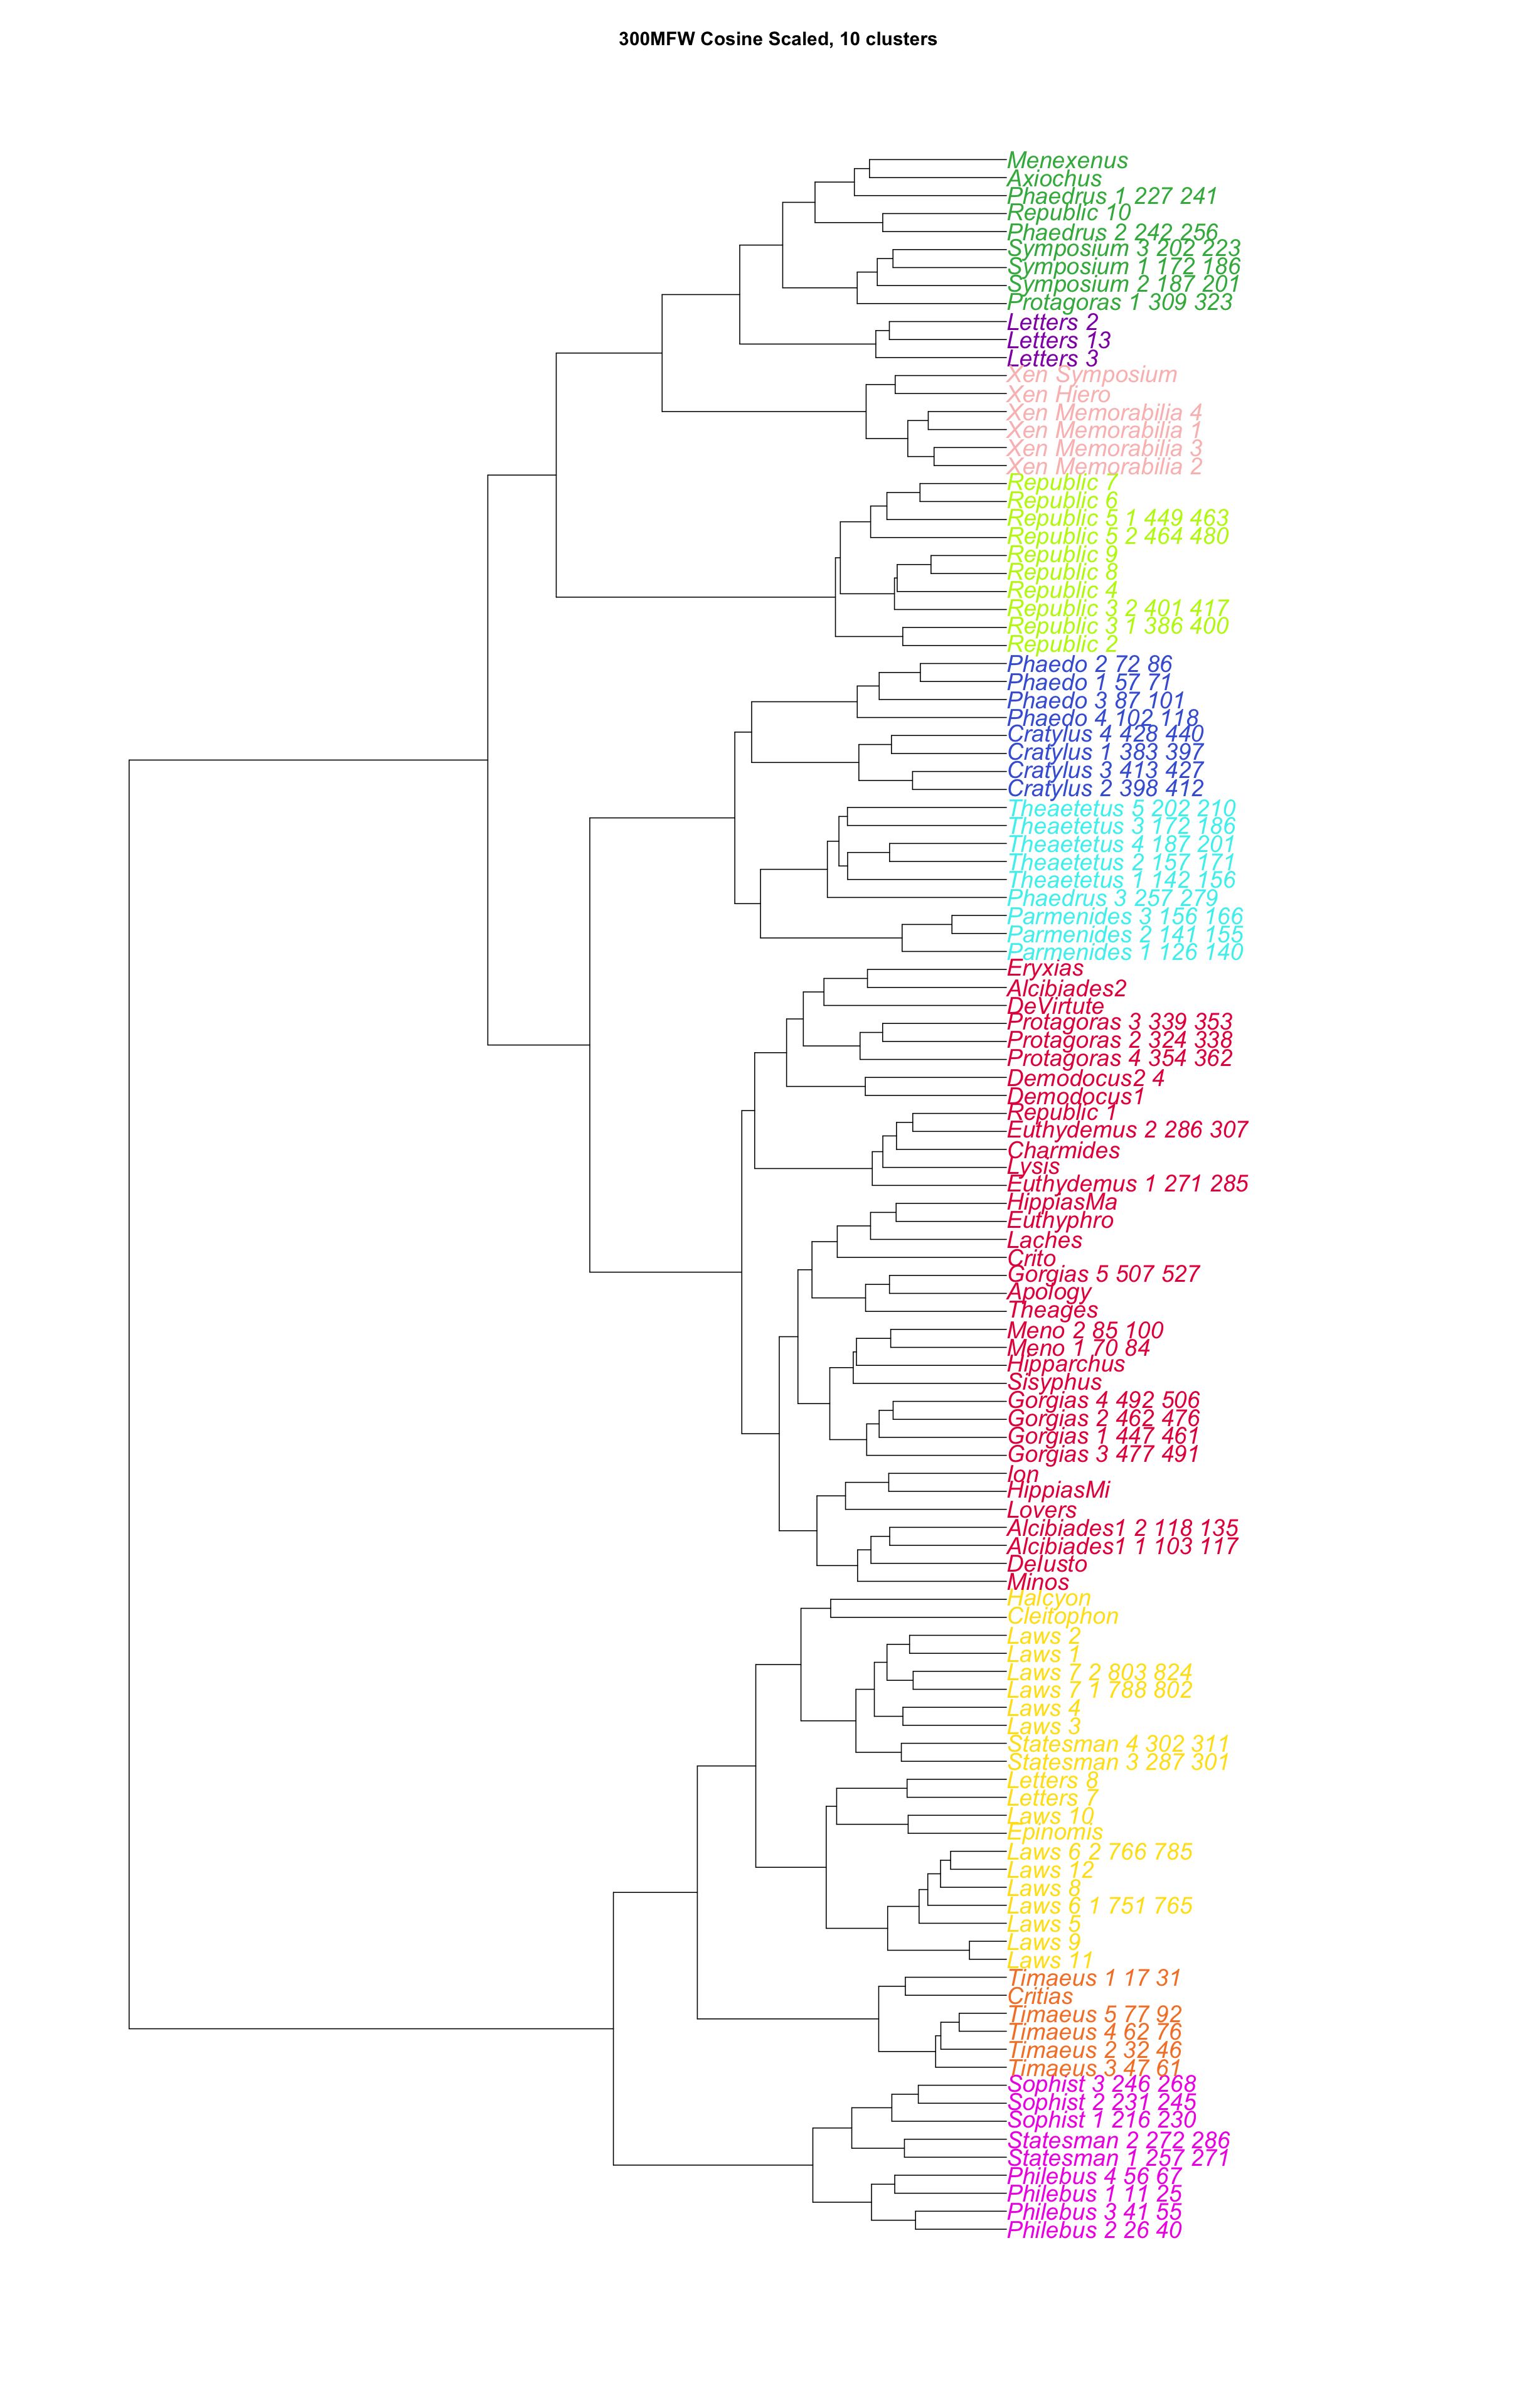 300MFW Cosine Scaled, 10 clusters
Menexenus
Axiochus
Phaedrus 1 227 241
Republic 10
Phaedrus 2 242 256
Symposium 3 202 223
Symposium 1 172 186
Symposium 2 187 201
Protagoras 1 309 323
Letters 2
Letters 13
Letters 3
Xen Symposium
Xen Hiero
Xen Memorabilia 4
Xen Memorabilia 1
Xen Memorabilia 3
Xen Memorabilia 2
Republic 7
Republic 6
Republic 5 1 449 463
Republic 5 2 464 480
Republic 9
Republic 8
Republic 4
Republic 3 2 401 417
Republic 3 1 386 400
Republic 2
Phaedo 2 72 86
Phaedo 1 57 71
Phaedo 3 87 101
Phaedo 4 102 118
Cratylus 4 428 440
Cratylus 1 383 397
Cratylus 3 413 427
Cratylus 2 398 412
Theaetetus 5 202 210
Theaetetus 3 172 186
Theaetetus 4 187 201
Theaetetus 2 157 171
Theaetetus 1 142 156
Phaedrus 3 257 279
Parmenides 3 156 166
Parmenides 2 141 155
Parmenides 1 126 140
Eryxias
Alcibiades2
DeVirtute
Protagoras 3 339 353
Protagoras 2 324 338
Protagoras 4 354 362
Demodocus2 4
Demodocus1
Republic 1
Euthydemus 2 286 307
Charmides
Lysis
Euthydemus 1 271 285
HippiasMa
Euthyphro
Laches
Crito
Gorgias 5 507 527
Apology
Theages
Meno 2 85 100
Meno 1 70 84
Hipparchus
Sisyphus
Gorgias 4 492 506
Gorgias 2 462 476
Gorgias 1 447 461
Gorgias 3 477 491
Ion
HippiasMi
Lovers
Alcibiades1 2 118 135
Alcibiades1 1 103 117
DeIusto
Minos
Halcyon
Cleitophon
Laws 2
Laws 1
Laws 7 2 803 824
Laws 7 1 788 802
Laws 4
Laws 3
Statesman 4 302 311
Statesman 3 287 301
Letters 8
Letters 7
Laws 10
Epinomis
Laws 6 2 766 785
Laws 12
Laws 8
Laws 6 1 751 765
Laws 5
Laws 9
Laws 11
Timaeus 1 17 31
Critias
Timaeus 5 77 92
Timaeus 4 62 76
Timaeus 2 32 46
Timaeus 3 47 61
Sophist 3 246 268
Sophist 2 231 245
Sophist 1 216 230
Statesman 2 272 286
Statesman 1 257 271
Philebus 4 56 67
Philebus 1 11 25
Philebus 3 41 55
Philebus 2 26 40